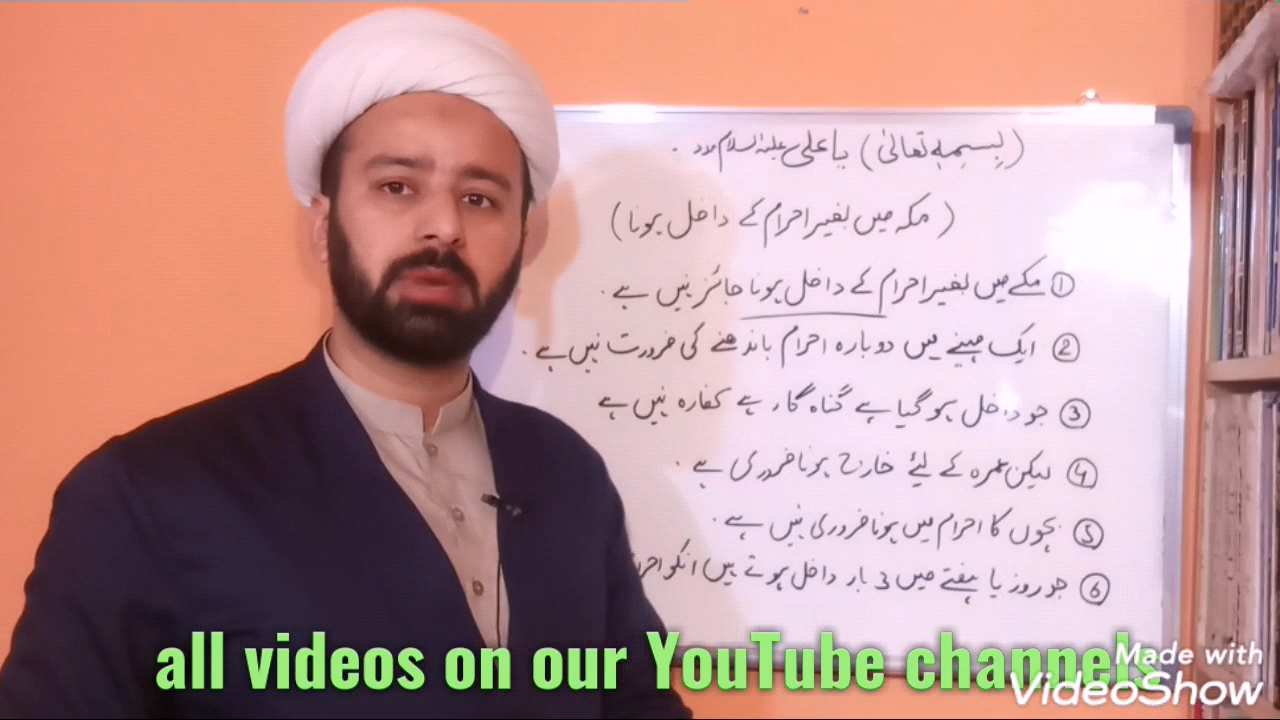 (بسمہ تعالیٰ) یا علی علیہ السلام مدد ۔
( مکہ میں بغیر احرام کے داخل ہونا )
① مکے میں بغیر احرام کے داخل ہونا جائز نہیں ہے ۔
② ایک مہینے میں دوبارہ احرام باندھنے کی ضرورت نہیں ہے ۔
③ جو داخل ہو گیا ہے گناہ گار ہے کفارہ نہیں ہے
④ لیکن عمرہ کے لیئے خارج ہونا ضروری ہے ۔
⑤ بچوں کا احرام میں ہونا ضروری نہیں ہے ۔
⑥ جو روز یا ہفتے میں 3 بار داخل ہوتے ہیں انکو
all videos on our YouTube channel
Made with
VideoShow